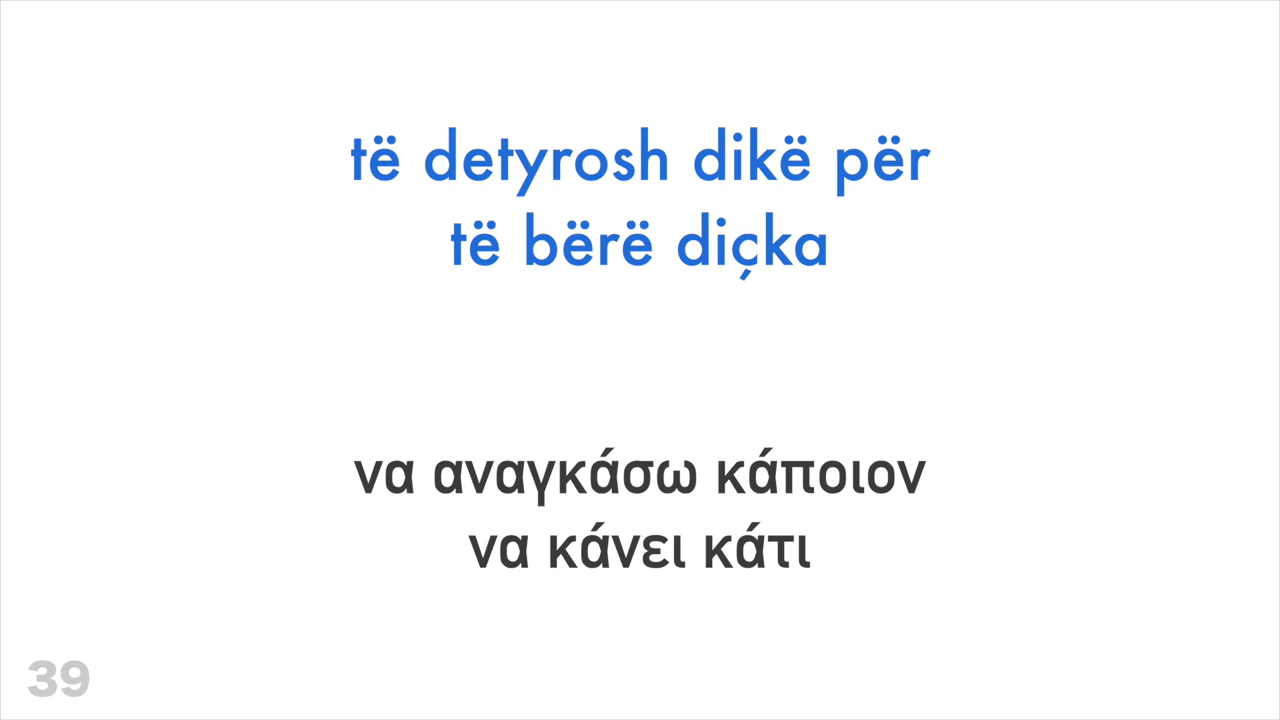 të detyrosh dikë për
të bërë diçka
να αναγκάσω κάποιον
να κάνει κάτι
39